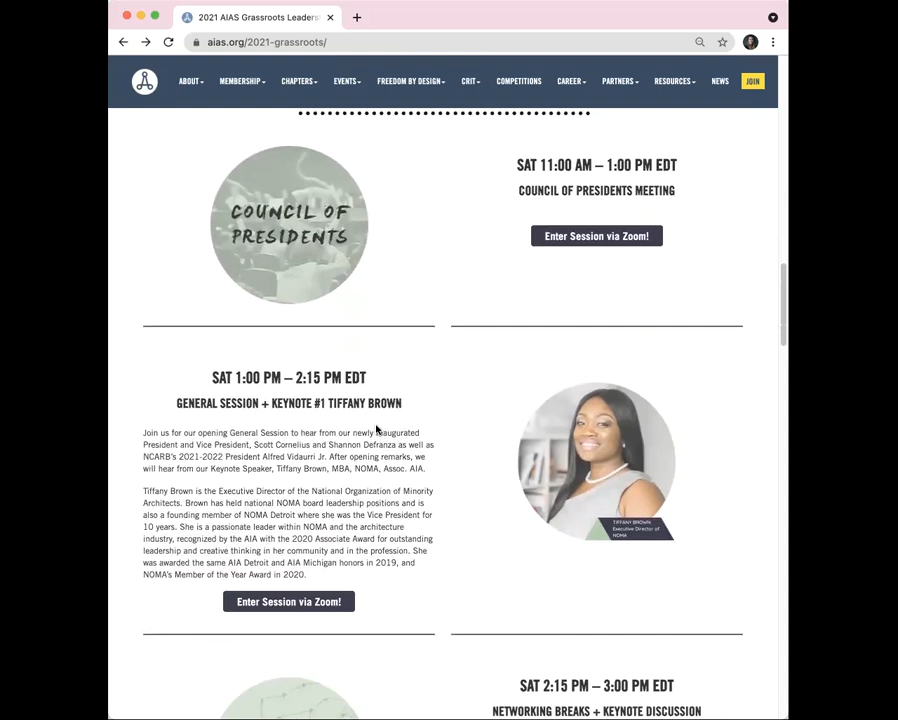 2021 AIAS Grassroots Leaders
aias.org/2021-grassroots/
ABOUT MEMBERSHIP CHAPTERS EVENTS FREEDOM BY DESIGN CRIT COMPETITIONS CAREER PARTNERS RESOURCES NEWS JOIN
COUNCIL OF
PRESIDENTS
SAT 11:00 AM – 1:00 PM EDT
COUNCIL OF PRESIDENTS MEETING
Enter Session via Zoom!
SAT 1:00 PM – 2:15 PM EDT
GENERAL SESSION + KEYNOTE #1 TIFFANY BROWN
Join us for our opening General Session to hear from our newly inaugurated
President and Vice President, Scott Cornelius and Shannon Defranza as well as
NCARB's 2021-2022 President Alfred Vidaurri Jr. After opening remarks, we
will hear from our Keynote Speaker, Tiffany Brown, MBA, NOMA, Assoc. AIA.
Tiffany Brown is the Executive Director of the National Organization of Minority
Architects. Brown has held national NOMA board leadership positions and is
also a founding member of NOMA Detroit where she was the Vice President for
10 years. She is a passionate leader within NOMA and the architecture
industry, recognized by the AIA with the 2020 Associate Award for outstanding
leadership and creative thinking in her community and in the profession. She
was awarded the same AIA Detroit and AIA Michigan honors in 2019, and
NOMA's Member of the Year Award in 2020.
Enter Session via Zoom!
TIFFANY BROWN
Executive Director of
NOMA
SAT 2:15 PM – 3:00 PM EDT
NETWORKING BREAKS + KEYNOTE DISCUSSION